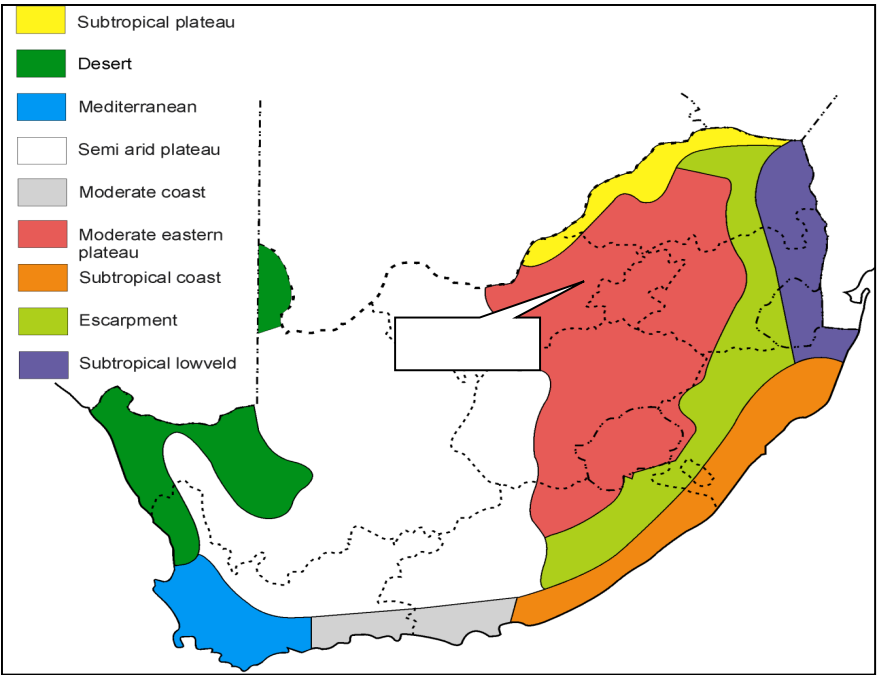 Subtropical plateau
Desert
Mediterranean
Semi arid plateau
Moderate coast
Moderate eastern
plateau
Subtropical coast
Escarpment
Subtropical lowveld